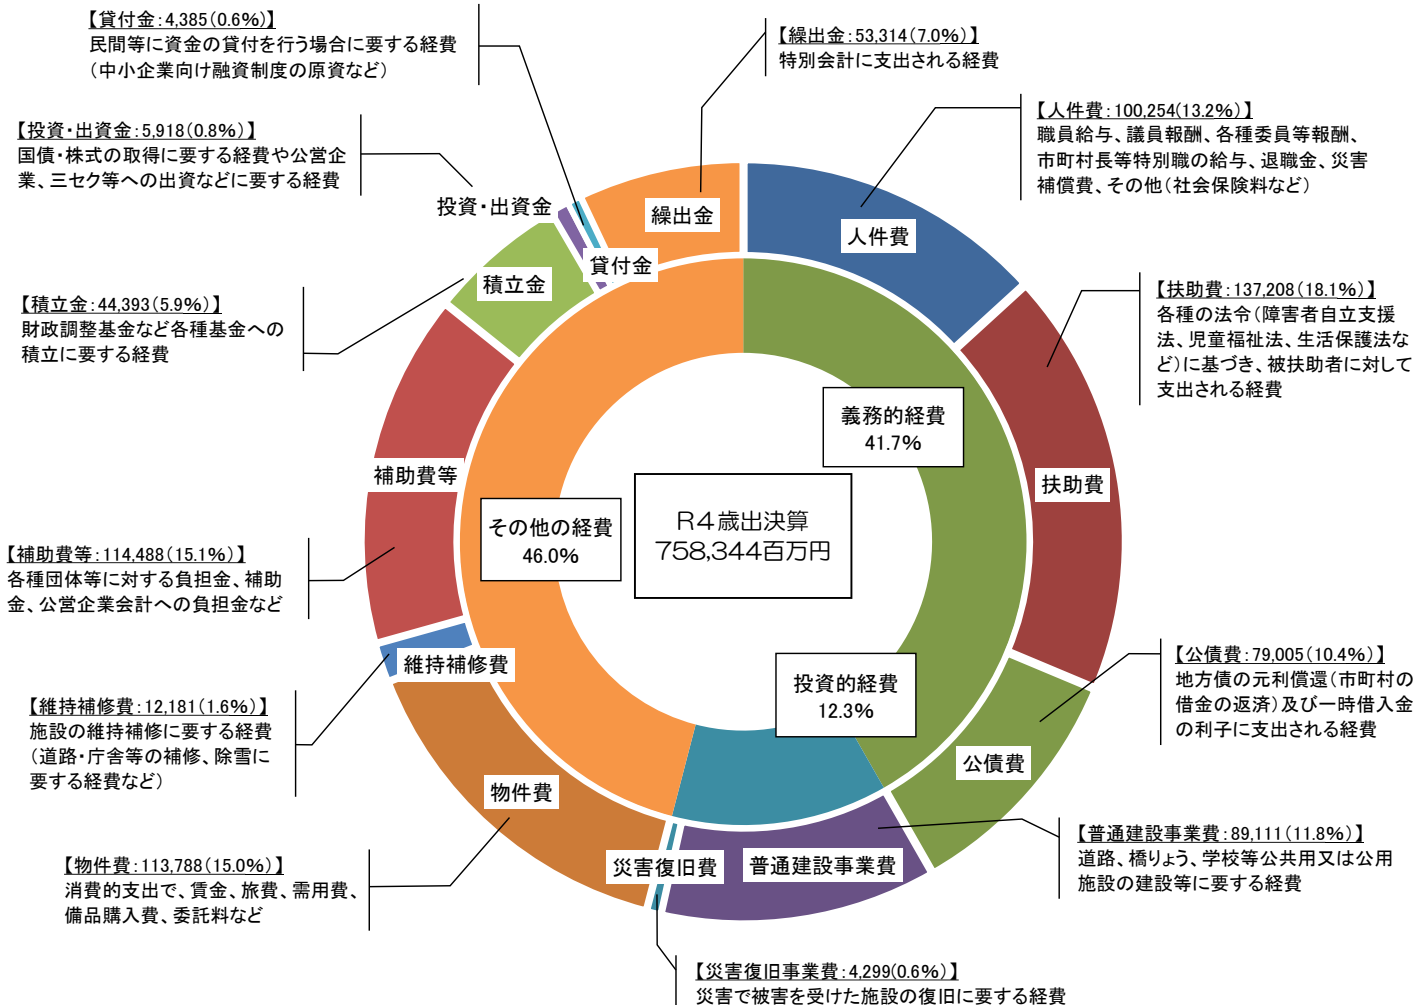 【貸付金：4,385(0.6%)】
民間等に資金の貸付を行う場合に要する経費
（中小企業向け融資制度の原資など）
【繰出金：53,314(7.0%)】
特別会計に支出される経費
【人件費：100,254(13.2%)】
職員給与、議員報酬、各種委員等報酬、
市町村長等特別職の給与、退職金、災害
補償費、その他（社会保険料など）
【投資・出資金：5,918(0.8%)】
国債・株式の取得に要する経費や公営企
業、三セク等への出資などに要する経費
投資・出資金
繰出金
人件費
貸付金
積立金
【積立金：44,393(5.9%)】
財政調整基金など各種基金への
積立に要する経費
【扶助費：137,208(18.1%)】
各種の法令（障害者自立支援
法、児童福祉法、生活保護法な
ど）に基づき、被扶助者に対して
支出される経費
義務的経費
41.7%
補助費等
扶助費
その他の経費
46.0%
R4歳出決算
758,344百万円
【補助費等：114,488(15.1%)】
各種団体等に対する負担金、補助
金、公営企業会計への負担金など
維持補修費
投資的経費
12.3%
【公債費：79,005(10.4%)】
地方債の元利償還（市町村の
借金の返済）及び一時借入金
の利子に支出される経費
【維持補修費：12,181(1.6%)】
施設の維持補修に要する経費
（道路・庁舎等の補修、除雪に
要する経費など）
公債費
物件費
災害復旧費
普通建設事業費
【普通建設事業費：89,111(11.8%)】
道路、橋りょう、学校等公共用又は公用
施設の建設等に要する経費
【物件費：113,788(15.0%)】
消費的支出で、賃金、旅費、需用費、
備品購入費、委託料など
【災害復旧事業費：4,299(0.6%)】
災害で被害を受けた施設の復旧に要する経費